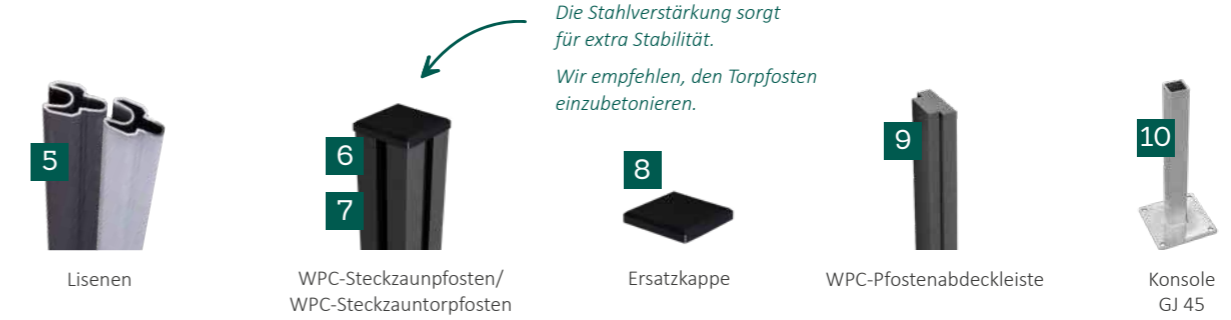 Die Stahlverstärkung sorgt
für extra Stabilität.
Wir empfehlen, den Torpfosten
einzubetonieren.
5
6
7
8
9
10
Lisenen
WPC-Steckzaunpfosten/
WPC-Steckzauntorpfosten
Ersatzkappe
WPC-Pfostenabdeckleiste
Konsole
GJ 45